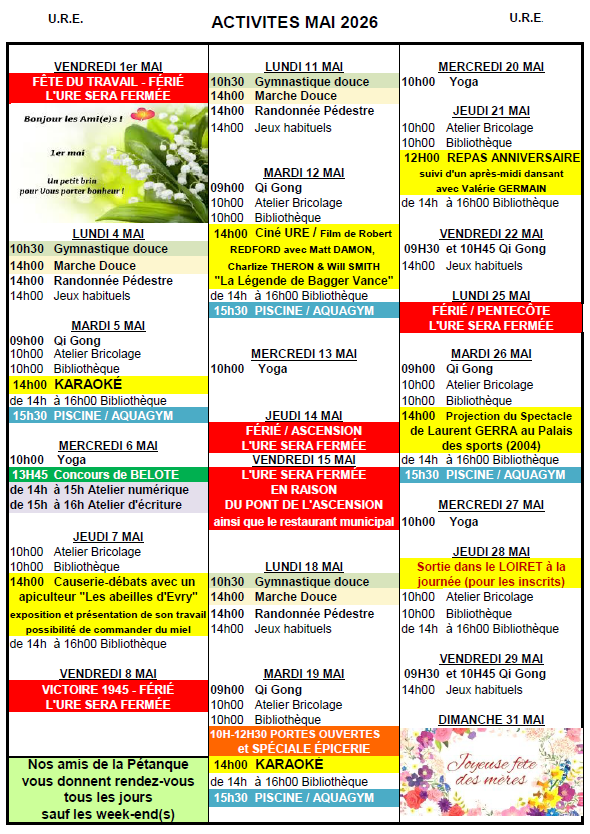 U.R.E.
ACTIVITES MAI 2026
U.R.E.
VENDREDI 1er MAI
FÊTE DU TRAVAIL - FÉRIÉ
L'URE SERA FERMÉE
Bonjour les Ami(e)s !
1er mai
Un petit brin
pour Vous porter bonheur !
LUNDI 4 MAI
10h30 Gymnastique douce
14h00 Marche Douce
14h00 Randonnée Pédestre
14h00 Jeux habituels
MARDI 5 MAI
09h00 Qi Gong
10h00 Atelier Bricolage
10h00 Bibliothèque
14h00 KARAOKÉ
de 14h à 16h00 Bibliothèque
15h30 PISCINE / AQUAGYM
MERCREDI 6 MAI
10h00 Yoga
13H45 Concours de BELOTE
de 14h à 15h Atelier numérique
de 15h à 16h Atelier d'écriture
JEUDI 7 MAI
10h00 Atelier Bricolage
10h00 Bibliothèque
14h00 Causerie-débats avec un
apiculteur "Les abeilles d'Evry"
exposition et présentation de son travail
possibilité de commander du miel
de 14h à 16h00 Bibliothèque
VENDREDI 8 MAI
VICTOIRE 1945 - FÉRIÉ
L'URE SERA FERMÉE
Nos amis de la Pétanque
vous donnent rendez-vous
tous les jours
sauf les week-end(s)
LUNDI 11 MAI
10h30 Gymnastique douce
14h00 Marche Douce
14h00 Randonnée Pédestre
14h00 Jeux habituels
MARDI 12 MAI
09h00 Qi Gong
10h00 Atelier Bricolage
10h00 Bibliothèque
14h00 Ciné URE / Film de Robert
REDFORD avec Matt DAMON,
Charlize THERON & Will SMITH
"La Légende de Bagger Vance"
de 14h à 16h00 Bibliothèque
15h30 PISCINE / AQUAGYM
MERCREDI 13 MAI
10h00 Yoga
JEUDI 14 MAI
FÉRIÉ / ASCENSION
L'URE SERA FERMÉE
VENDREDI 15 MAI
L'URE SERA FERMÉE
EN RAISON
DU PONT DE L'ASCENSION
ainsi que le restaurant municipal
LUNDI 18 MAI
10h30 Gymnastique douce
14h00 Marche Douce
14h00 Randonnée Pédestre
14h00 Jeux habituels
MARDI 19 MAI
09h00 Qi Gong
10h00 Atelier Bricolage
10h00 Bibliothèque
10H-12H30 PORTES OUVERTES
et SPÉCIALE ÉPICERIE
14h00 KARAOKÉ
de 14h à 16h00 Bibliothèque
15h30 PISCINE / AQUAGYM
MERCREDI 20 MAI
10h00 Yoga
JEUDI 21 MAI
10h00 Atelier Bricolage
10h00 Bibliothèque
12H00 REPAS ANNIVERSAIRE
suivi d'un après-midi dansant
avec Valérie GERMAIN
de 14h à 16h00 Bibliothèque
VENDREDI 22 MAI
09H30 et 10H45 Qi Gong
14h00 Jeux habituels
LUNDI 25 MAI
FÉRIÉ / PENTECÔTE
L'URE SERA FERMÉE
MARDI 26 MAI
09h00 Qi Gong
10h00 Atelier Bricolage
10h00 Bibliothèque
14h00 Projection du Spectacle
de Laurent GERRA au Palais
des sports (2004)
de 14h à 16h00 Bibliothèque
15h30 PISCINE / AQUAGYM
MERCREDI 27 MAI
10h00 Yoga
JEUDI 28 MAI
Sortie dans le LOIRET à la
journée (pour les inscrits)
10h00 Atelier Bricolage
10h00 Bibliothèque
de 14h à 16h00 Bibliothèque
VENDREDI 29 MAI
09H30 et 10H45 Qi Gong
14h00 Jeux habituels
DIMANCHE 31 MAI
Joyeuse fête
des mères